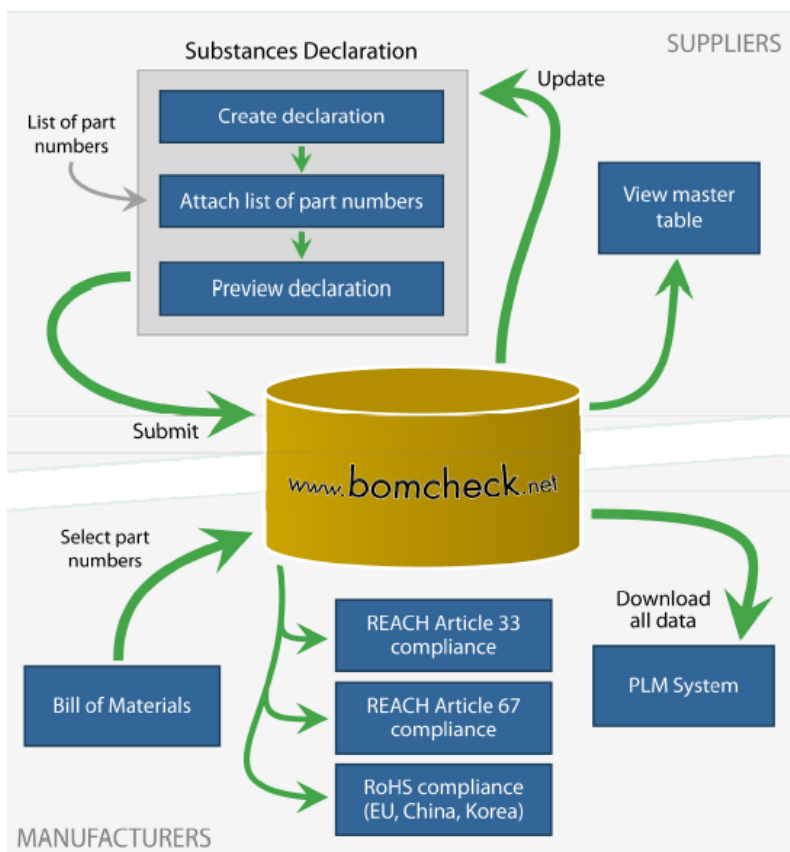 SUPPLIERS
Substances Declaration
Create declaration
List of part
numbers
Attach list of part numbers
Preview declaration
Update
View master
table
Submit
www.bomcheck.net
Select part
numbers
Bill of Materials
REACH Article 33
compliance
REACH Article 67
compliance
RoHS compliance
(EU, China, Korea)
Download
all data
PLM System
MANUFACTURERS